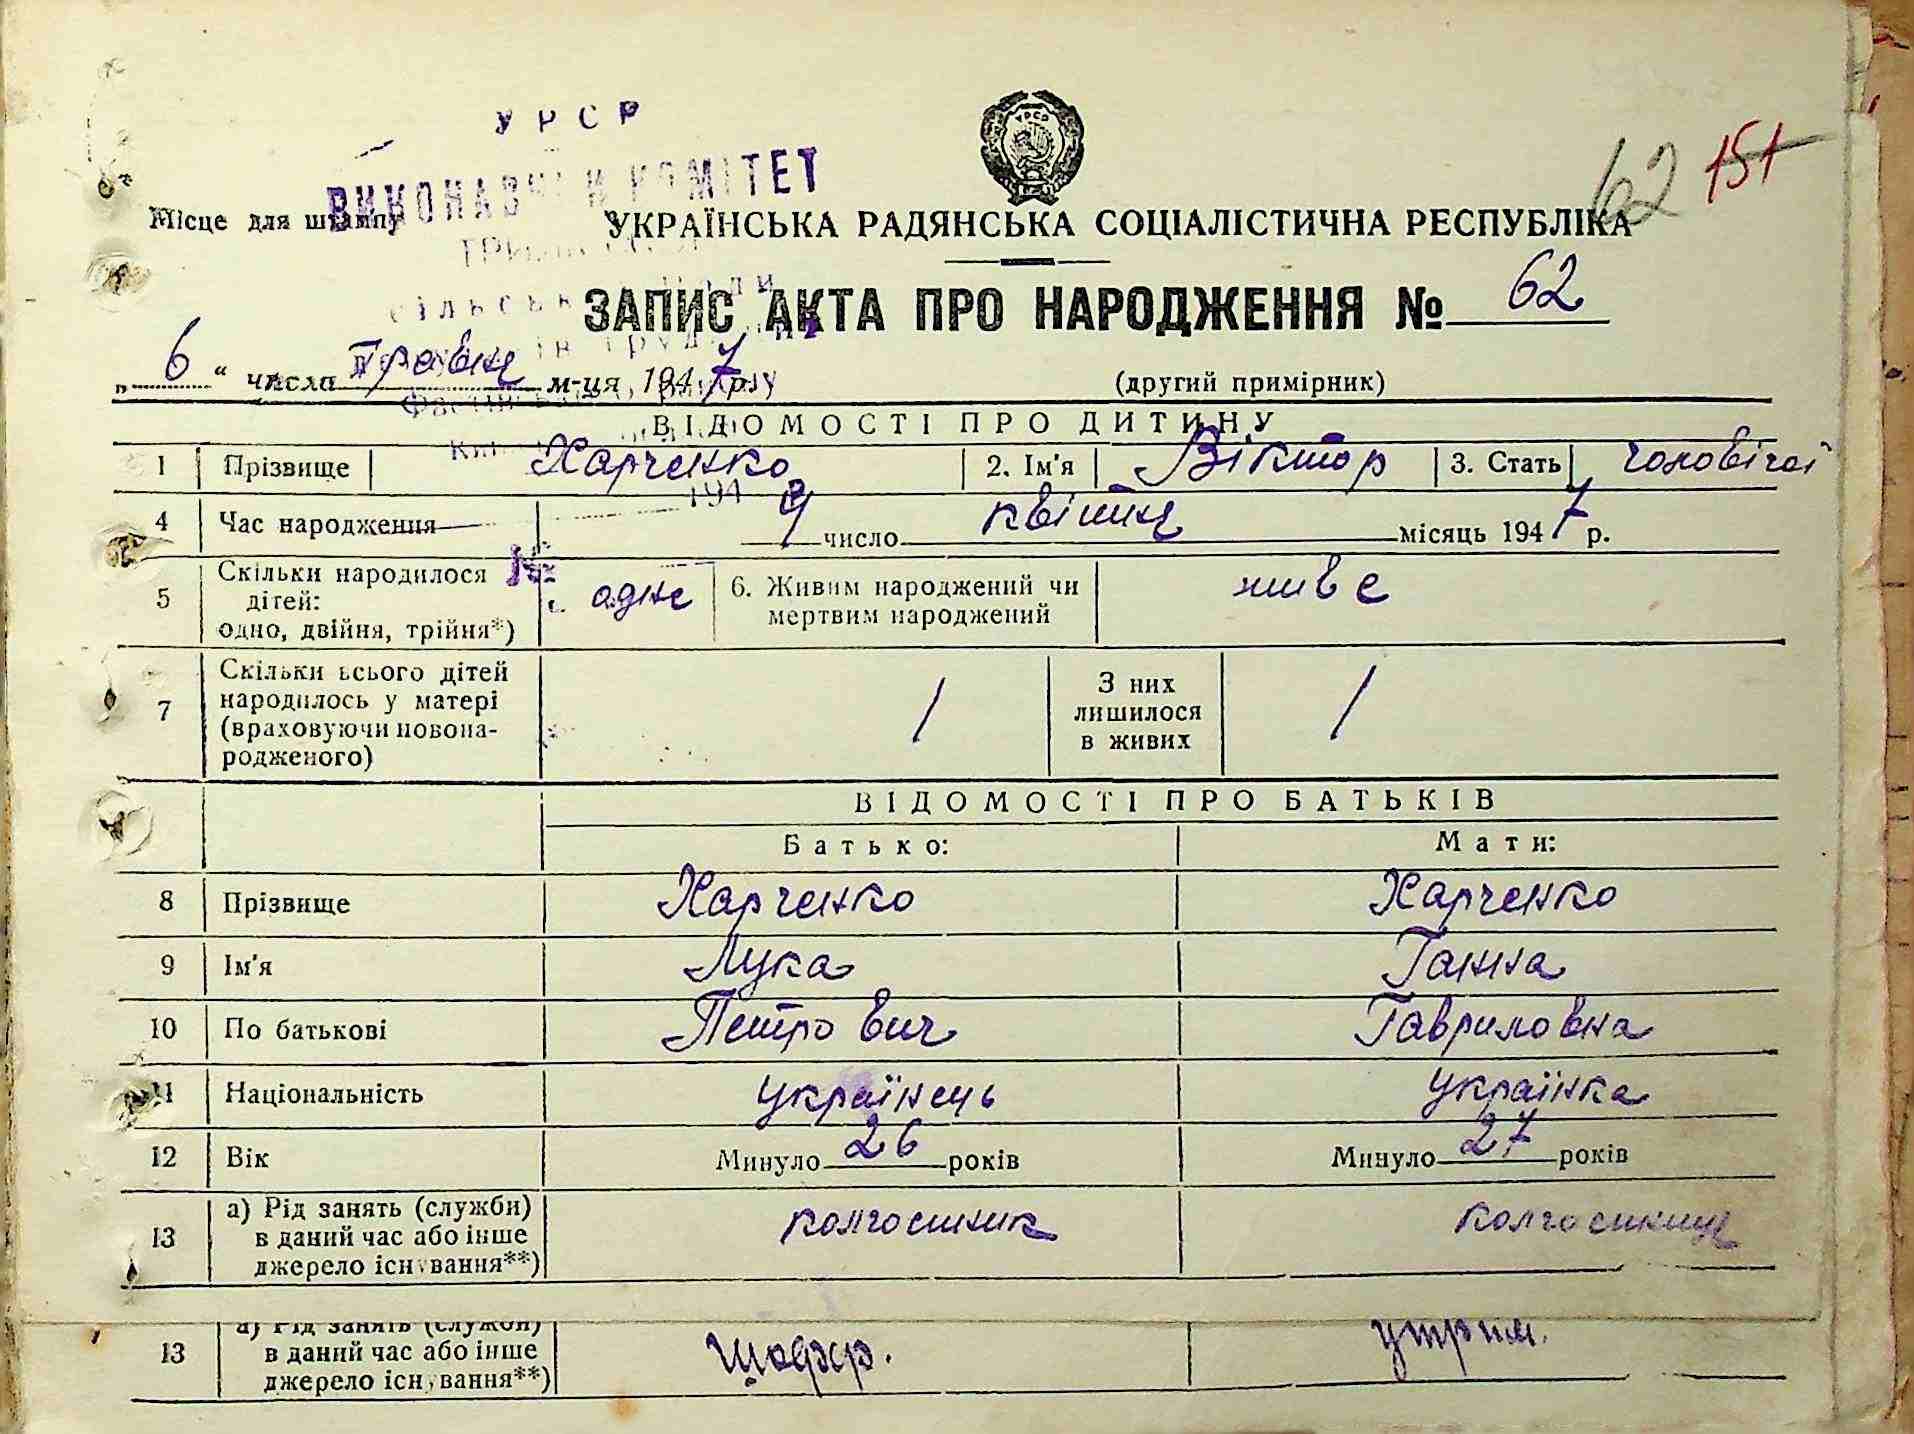 УРСР
62 151
УРСР
ВИКОНАВЧИЙ КОМІТЕТ
Місце для штампу
УКРАЇНСЬКА РАДЯНСЬКА СОЦІАЛІСТИЧНА РЕСПУБЛІКА
ЗАПИС АКТА ПРО НАРОДЖЕННЯ № 62
„6“ числа травня м-ця 1947 р.
(другий примірник)
ВІДОМОСТІ ПРО ДИТИНУ
1 Прізвище Харченко 2. Ім'я Віктор 3. Стать чоловічої
194
4 Час народження 9 число квітня місяць 1947 р.
5 Скільки народилося дітей: одно, двійня, трійня*) одне 6. Живим народжений чи мертвим народжений живе
7 Скільки всього дітей народилось у матері (враховуючи новонародженого) 1 З них лишилося в живих 1
ВІДОМОСТІ ПРО БАТЬКІВ
Батько: Мати:
8 Прізвище Харченко Харченко
9 Ім'я Лука Ганна
10 По батькові Петрович Гавриловна
11 Національність українець українка
12 Вік Минуло 26 років Минуло 27 років
13 а) Рід занять (служби) в даний час або інше джерело існування**) колгоспник колгоспниця
13 а) Рід занять (служби) в даний час або інше джерело існування**) шофер. утрим.